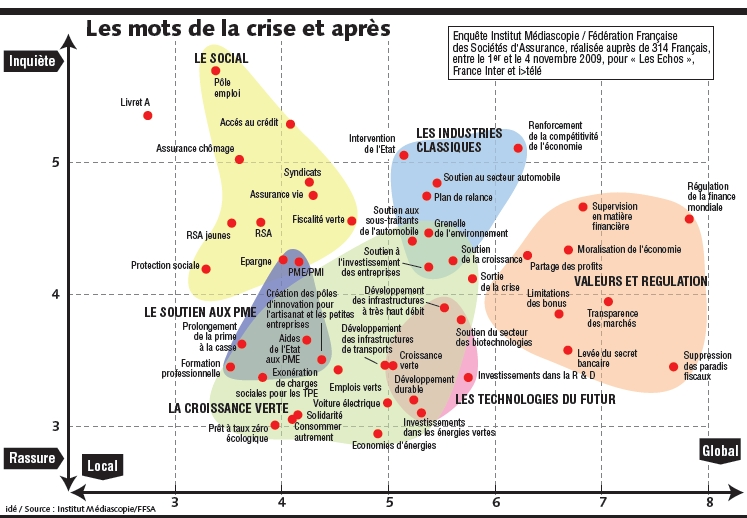 Les mots de la crise et après
Enquête Institut Médiascopie / Fédération Française
des Sociétés d'Assurance, réalisée auprès de 314 Français,
entre le 1er et le 4 novembre 2009, pour « Les Echos »,
France Inter et i>télé
Inquiète
LE SOCIAL
Pôle
emploi
Livret A
Accés au crédit
Assurance chômage
Syndicats
Assurance vie
Fiscalité verte
RSA jeunes
RSA
Protection sociale
Epargne
PME/PMI
Intervention
de l'Etat
LES INDUSTRIES
CLASSIQUES
Renforcement
de la compétitivité
de l'économie
Soutien au secteur automobile
Plan de relance
Soutien aux
sous-traitants
de l'automobile
Grenelle
de l'environnement
Soutien à
l'investissement
des entreprises
Soutien
de la croissance
Sortie
de la crise
Supervision
en matière
financière
Régulation
de la finance
mondiale
Moralisation de l'économie
Partage des profits
VALEURS ET REGULATION
Limitations
des bonus
Transparence
des marchés
Levée du secret
bancaire
Suppression
des paradis
fiscaux
LE SOUTIEN AUX PME
Création des pôles
d'innovation pour
l'artisanat et les petites
entreprises
Prolongement
de la prime
à la casse
Aides
de l'Etat
aux PME
Formation
professionnelle
Exonération
de charges
sociales pour les TPE
Développement
des infrastructures
à très haut débit
Développement
des infrastructures
de transports
Soutien du secteur
des biotechnologies
Croissance
verte
Emplois verts
Développement
durable
Investissements dans la R & D
LES TECHNOLOGIES DU FUTUR
LA CROISSANCE VERTE
Voiture électrique
Solidarité
Consommer
autrement
Prêt à taux zéro
écologique
Investissements
dans les énergies vertes
Economies d'énergies
5
4
3
Rassure
Local
Global
3
4
5
6
7
8
idé / Source : Institut Médiascopie/FFSA